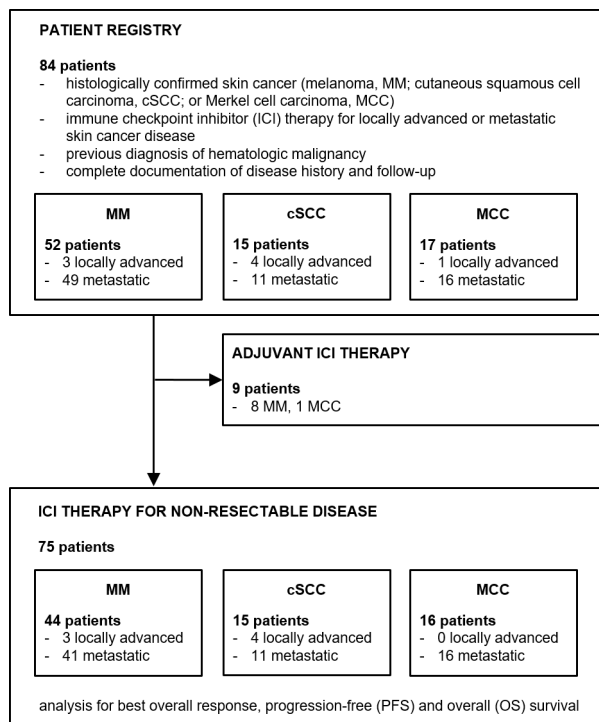 PATIENT REGISTRY
84 patients
- histologically confirmed skin cancer (melanoma, MM; cutaneous squamous cell
carcinoma, cSCC; or Merkel cell carcinoma, MCC)
- immune checkpoint inhibitor (ICI) therapy for locally advanced or metastatic
skin cancer disease
- previous diagnosis of hematologic malignancy
- complete documentation of disease history and follow-up
MM
52 patients
- 3 locally advanced
- 49 metastatic
cSCC
15 patients
- 4 locally advanced
- 11 metastatic
MCC
17 patients
- 1 locally advanced
- 16 metastatic
ADJUVANT ICI THERAPY
9 patients
- 8 MM, 1 MCC
ICI THERAPY FOR NON-RESECTABLE DISEASE
75 patients
MM
44 patients
- 3 locally advanced
- 41 metastatic
cSCC
15 patients
- 4 locally advanced
- 11 metastatic
MCC
16 patients
- 0 locally advanced
- 16 metastatic
analysis for best overall response, progression-free (PFS) and overall (OS) survival